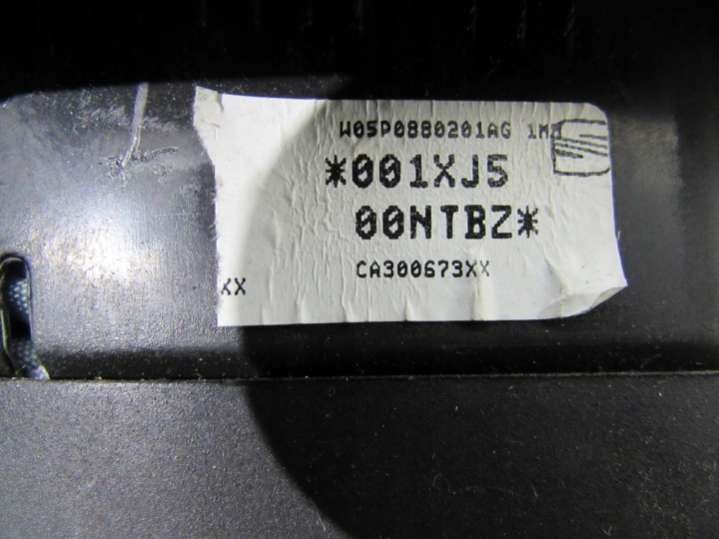 W05P0880201AG 1M
*001XJ5
00NTBZ*
CA300673XX
XX